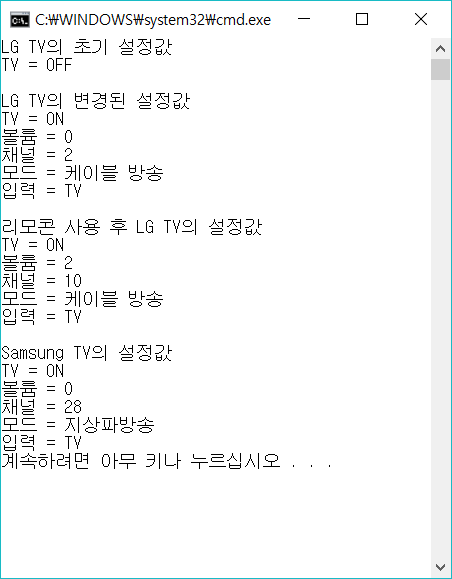 C:₩WINDOWS₩system32₩cmd.exe
LG TV의 초기 설정값
TV = OFF
LG TV의 변경된 설정값
TV = ON
볼륨 = 0
채널 = 2
모드 = 케이블 방송
입력 = TV
리모콘 사용 후 LG TV의 설정값
TV = ON
볼륨 = 2
채널 = 10
모드 = 케이블 방송
입력 = TV
Samsung TV의 설정값
TV = ON
볼륨 = 0
채널 = 28
모드 = 지상파방송
입력 = TV
계속하려면 아무 키나 누르십시오 . . .